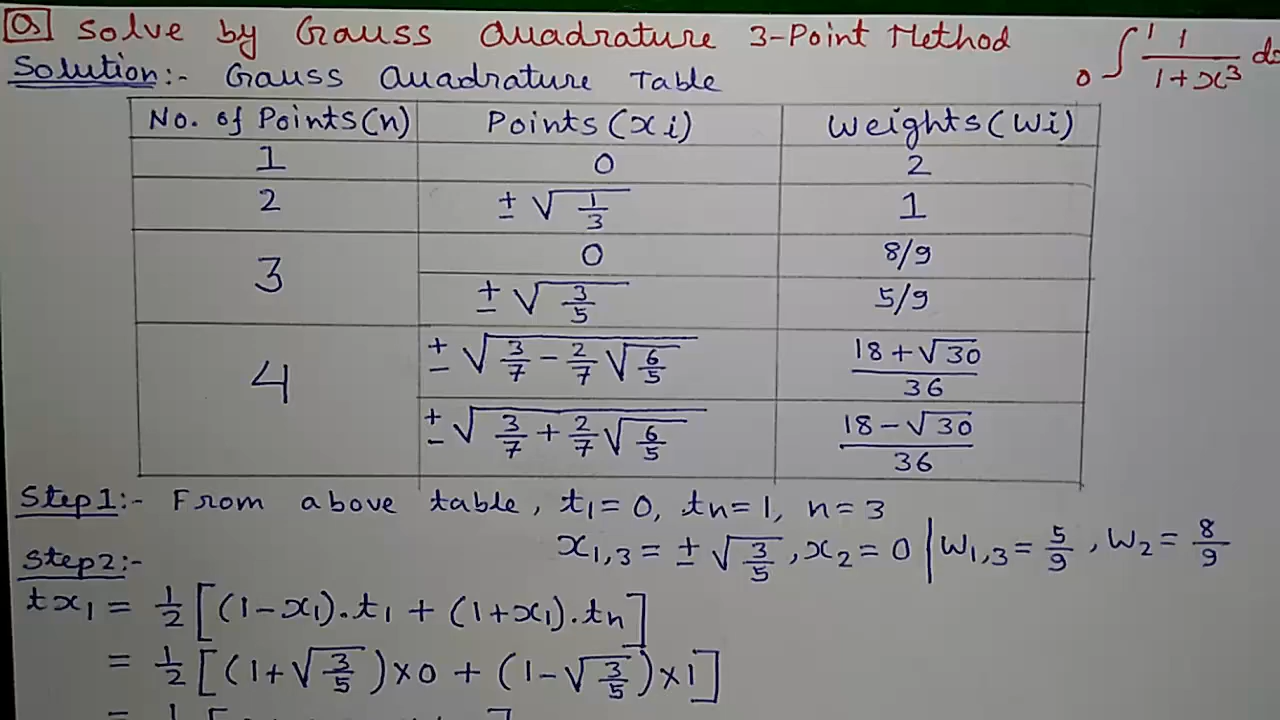 Q. Solve by Gauss Quadrature 3-Point Method ₀∫¹ 1/(1+x³) d
Solution:- Gauss Quadrature Table
No. of Points(n) | Points(xi) | Weights(Wi)
1 | 0 | 2
2 | ±√(1/3) | 1
3 | 0 | 8/9
±√(3/5) | 5/9
4 | ±√(3/7 − 2/7 √(6/5)) | (18+√30)/36
±√(3/7 + 2/7 √(6/5)) | (18−√30)/36
Step1:- From above table, t₁=0, tn=1, n=3
x₁,₃ = ±√(3/5), x₂=0 | W₁,₃ = 5/9, W₂ = 8/9
Step2:-
tx₁ = 1/2 [(1−x₁).t₁ + (1+x₁).tn]
= 1/2 [(1+√(3/5))×0 + (1−√(3/5))×1]